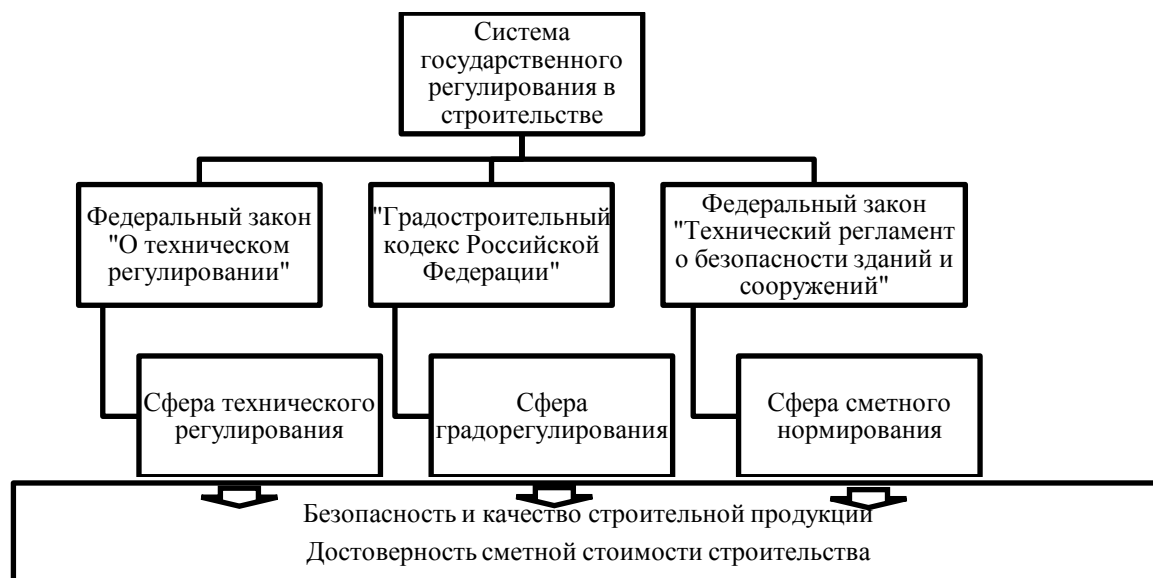 Система
государственного
регулирования в
строительстве
Федеральный закон
"О техническом
регулировании"
"Градостроительный
кодекс Российской
Федерации"
Федеральный закон
"Технический регламент
о безопасности зданий и
сооружений"
Сфера технического
регулирования
Сфера
градорегулирования
Сфера сметного
нормирования
Безопасность и качество строительной продукции
Достоверность сметной стоимости строительства